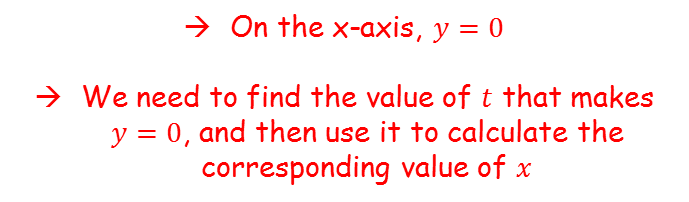 → On the x-axis, y = 0
→ We need to find the value of t that makes
y = 0, and then use it to calculate the
corresponding value of x